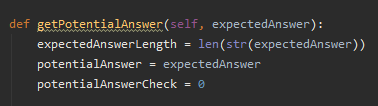 def getPotentialAnswer(self, expectedAnswer):
    expectedAnswerLength = len(str(expectedAnswer))
    potentialAnswer = expectedAnswer
    potentialAnswerCheck = 0